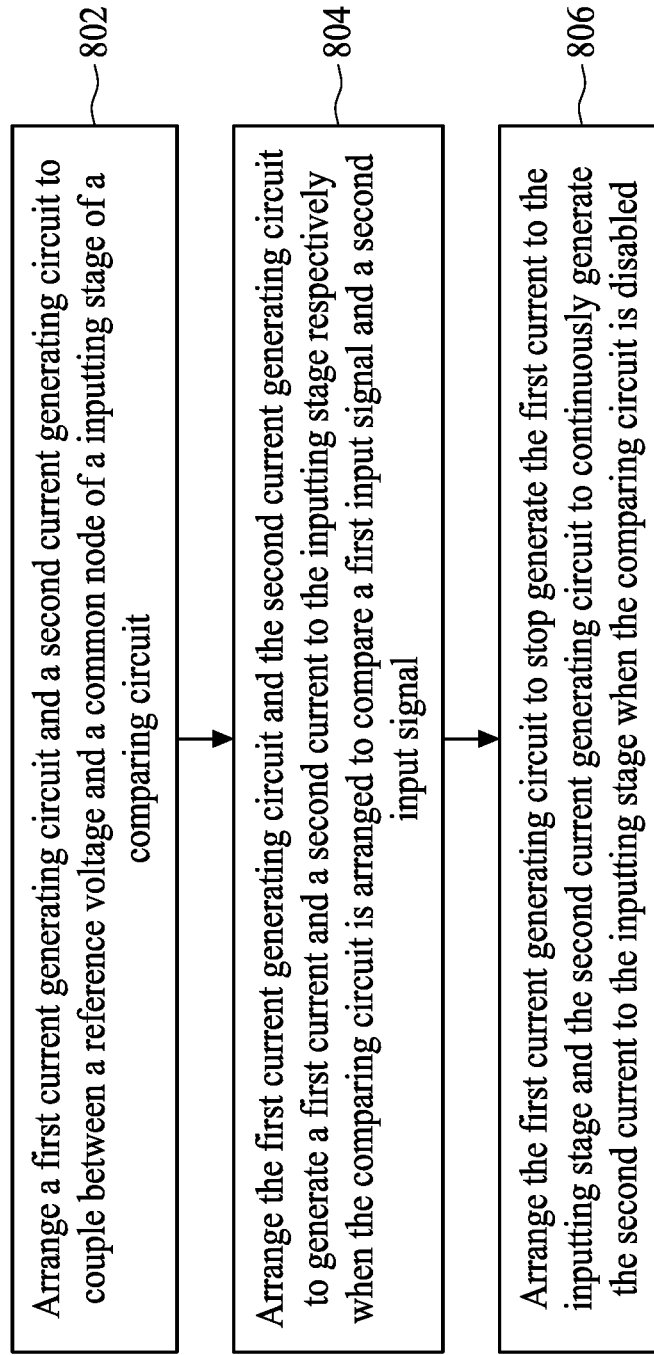 Arrange a first current generating circuit and a second current generating circuit to
couple between a reference voltage and a common node of a inputting stage of a
comparing circuit
802
Arrange the first current generating circuit and the second current generating circuit
to generate a first current and a second current to the inputting stage respectively
when the comparing circuit is arranged to compare a first input signal and a second
input signal
804
Arrange the first current generating circuit to stop generate the first current to the
inputting stage and the second current generating circuit to continuously generate
the second current to the inputting stage when the comparing circuit is disabled
806